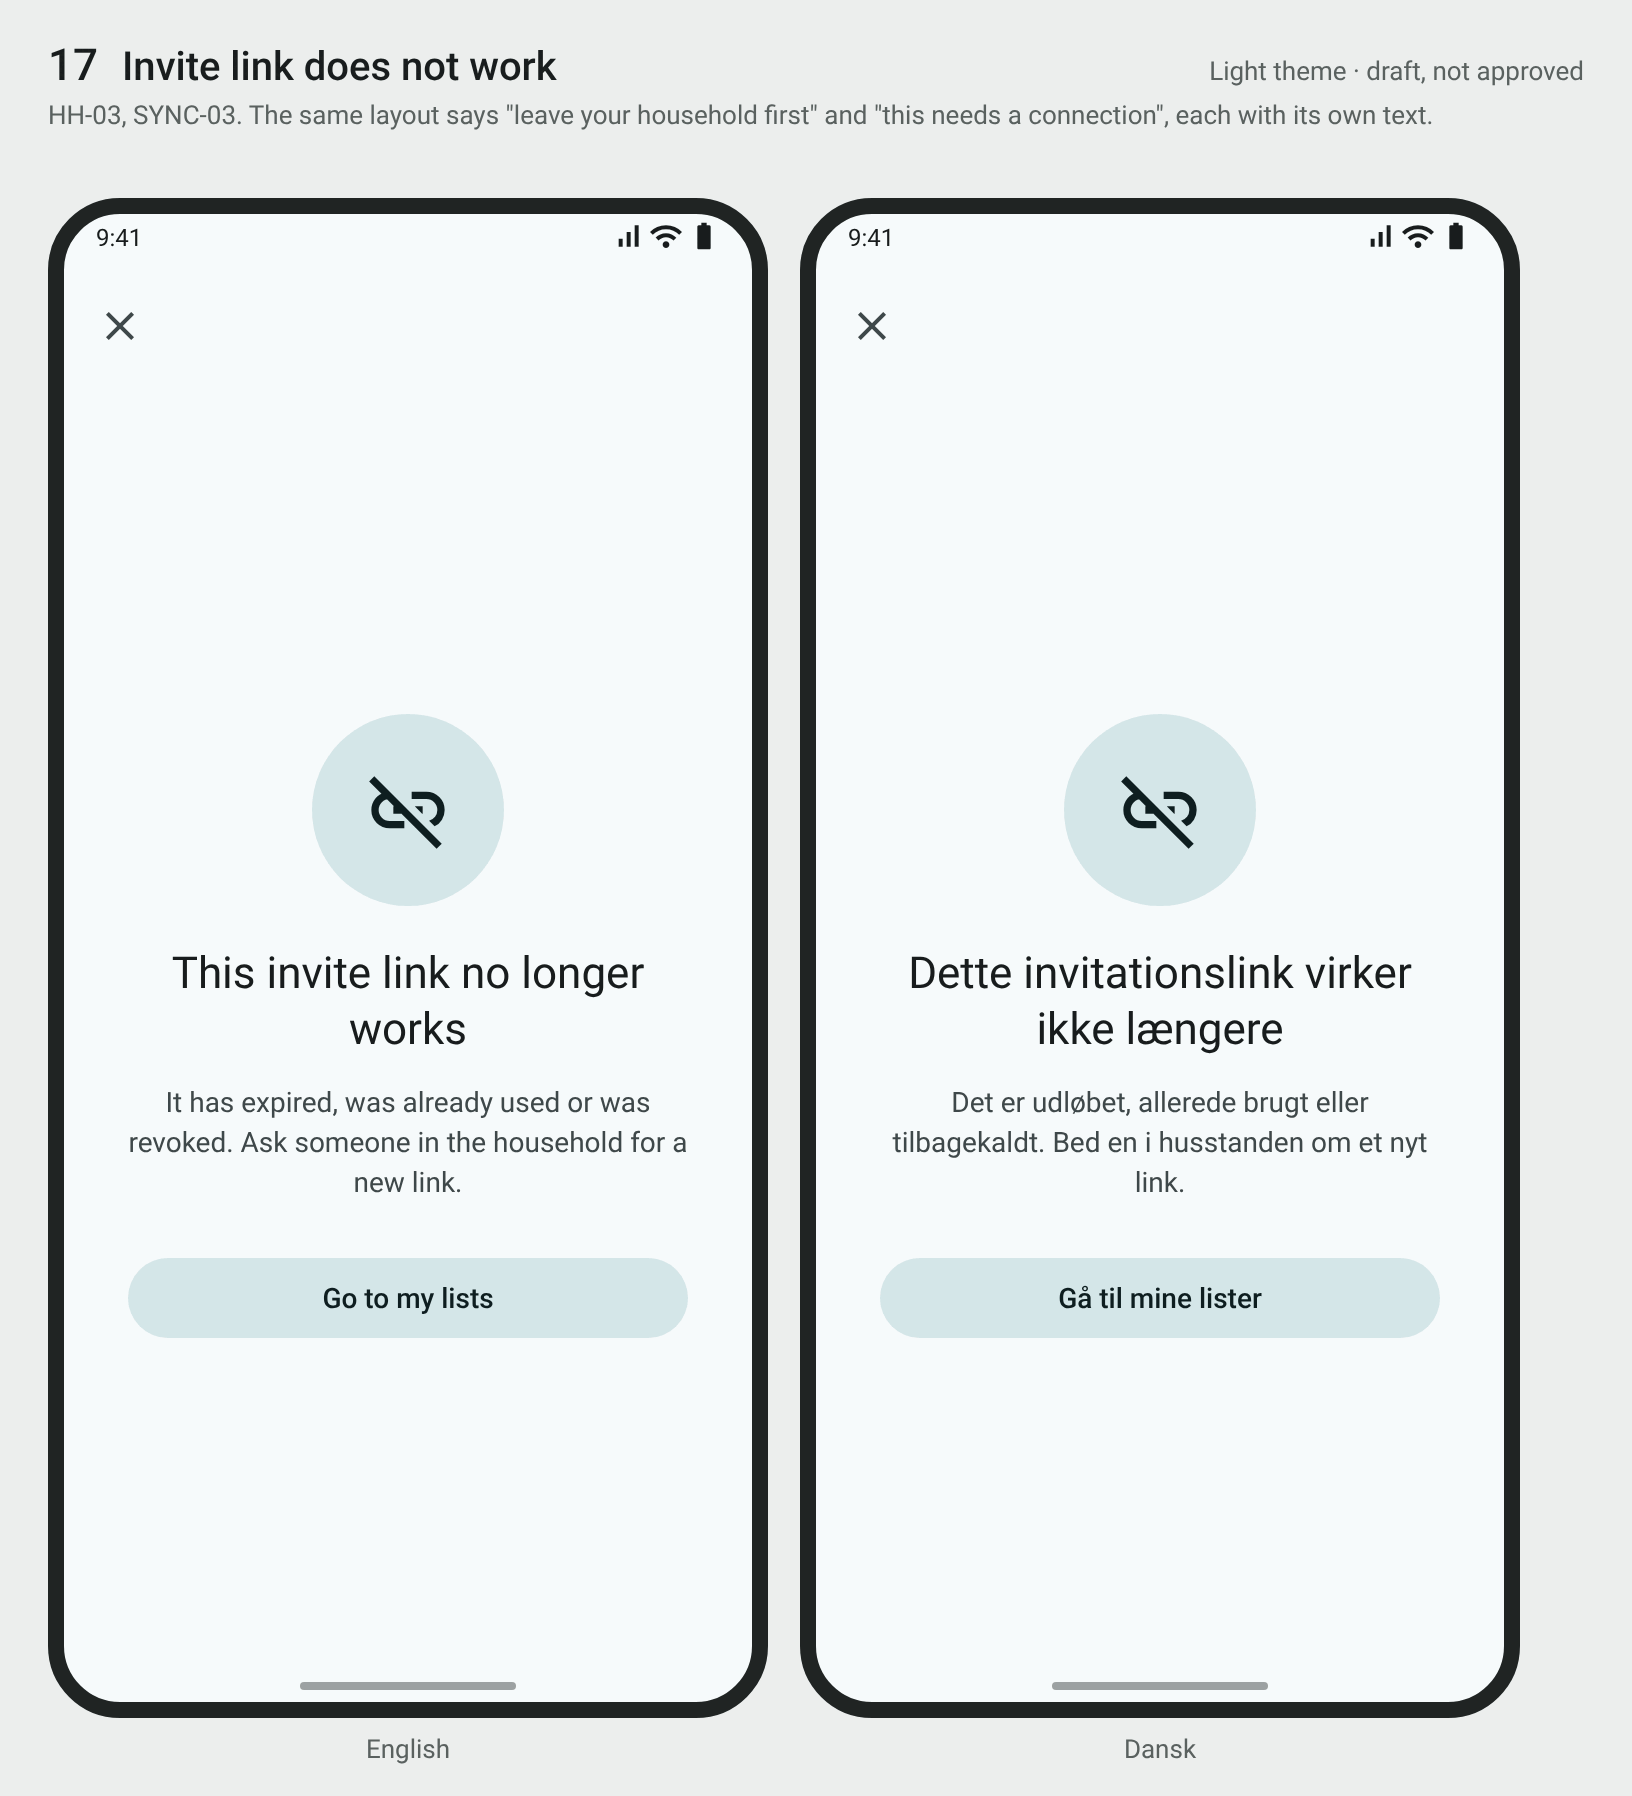 17 Invite link does not work
Light theme · draft, not approved
HH-03, SYNC-03. The same layout says "leave your household first" and "this needs a connection", each with its own text.
9:41
This invite link no longer
works
It has expired, was already used or was
revoked. Ask someone in the household for a
new link.
Go to my lists
English
9:41
Dette invitationslink virker
ikke længere
Det er udløbet, allerede brugt eller
tilbagekaldt. Bed en i husstanden om et nyt
link.
Gå til mine lister
Dansk